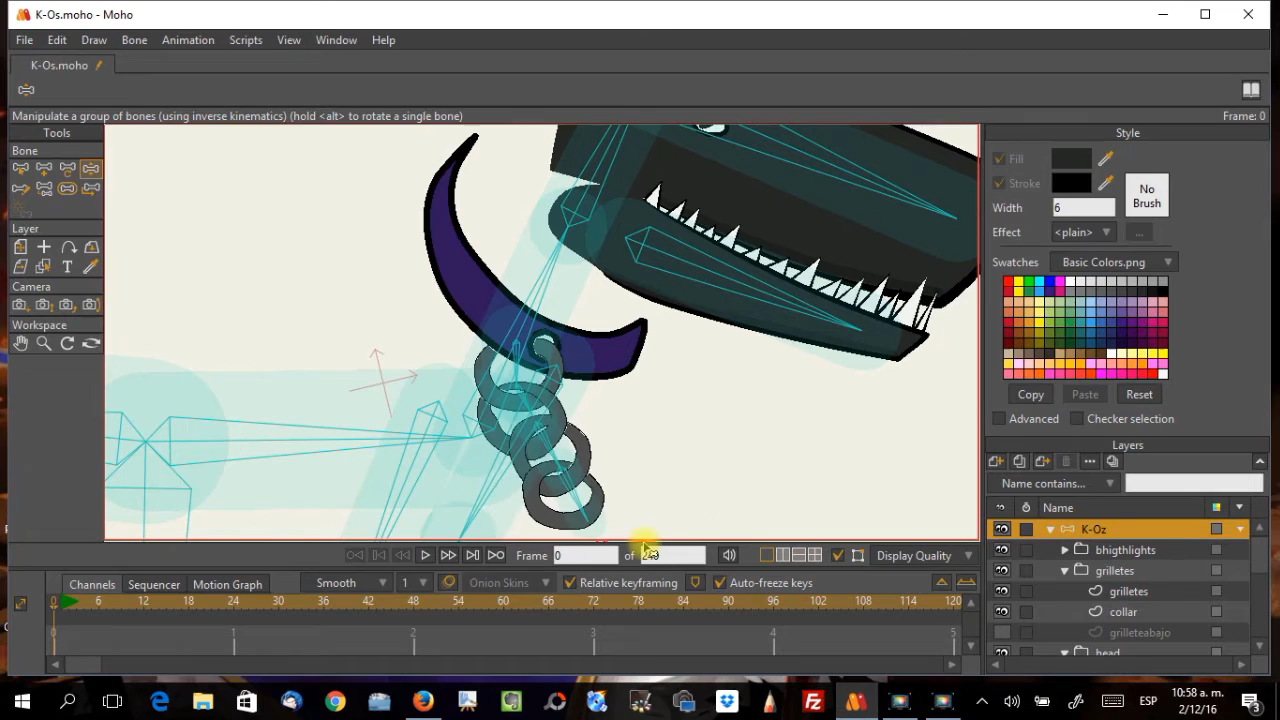 K-Os.moho - Moho
File Edit Draw Bone Animation Scripts View Window Help
K-Os.moho
Manipulate a group of bones (using inverse kinematics) (hold <alt> to rotate a single bone) Frame: 0
Tools
Bone
Layer
Camera
Workspace
Style
Fill
Stroke
No Brush
Width 6
Effect <plain> ...
Swatches Basic Colors.png
Copy Paste Reset
Advanced Checker selection
Layers
Name contains...
Name
K-Oz
bhigthlights
grilletes
grilletes
collar
grilleteabajo
head
Frame 0 of Display Quality
Channels Sequencer Motion Graph Smooth 1 Onion Skins Relative keyframing Auto-freeze keys
0 6 12 18 24 30 36 42 48 54 60 66 72 78 84 90 96 102 108 114 120
0 1 2 3 4 5
ESP
10:58 a. m.
2/12/16
3